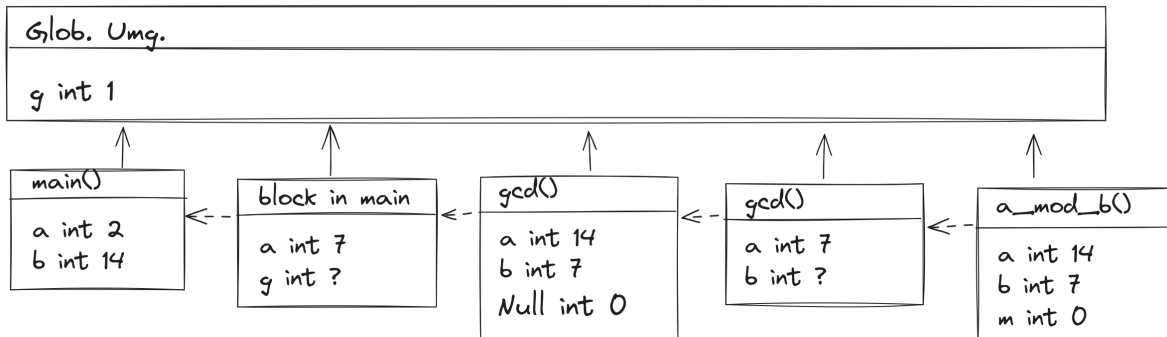 Glob. Umg.
g int 1
main()
a int 2
b int 14
block in main
a int 7
g int ?
gcd()
a int 14
b int 7
Null int 0
gcd()
a int 7
b int ?
a_mod_b()
a int 14
b int 7
m int 0